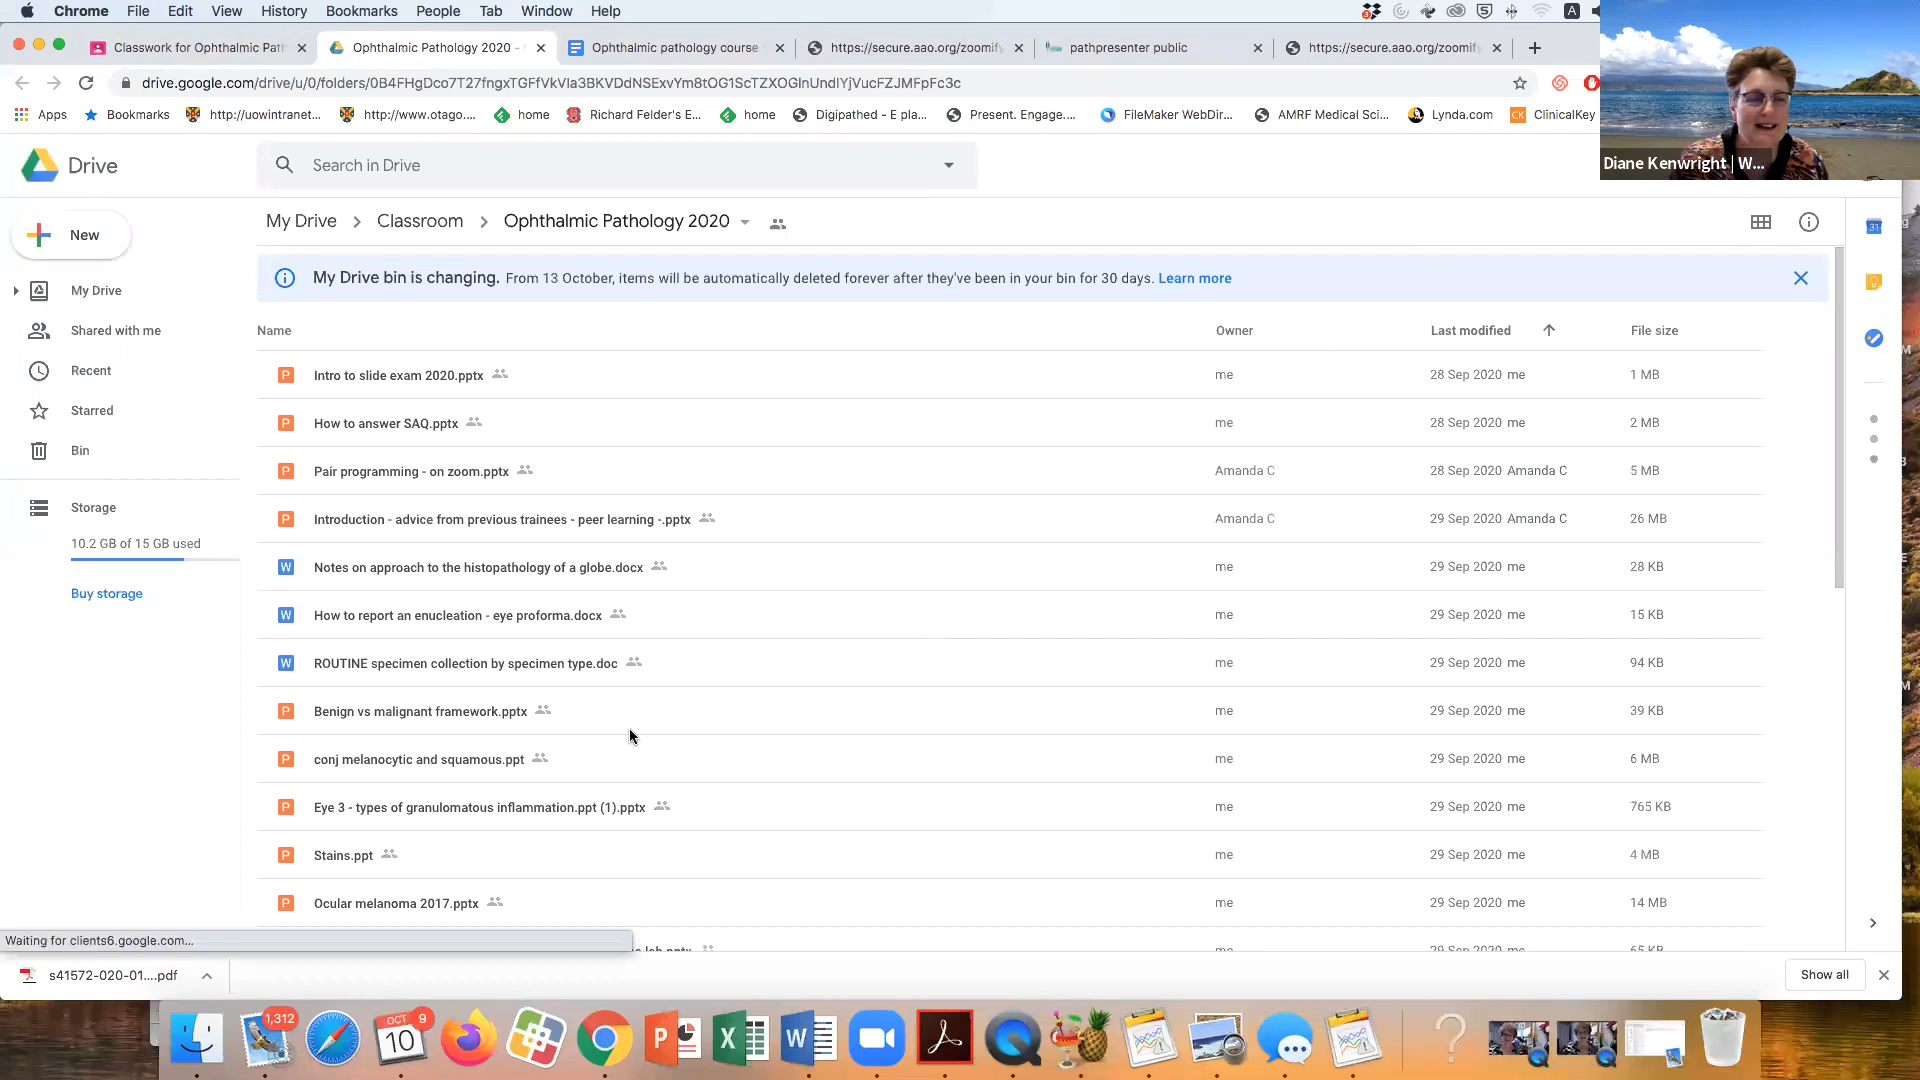 Chrome File Edit View History Bookmarks People Tab Window Help
Classwork for Ophthalmic Path
Ophthalmic Pathology 2020 -
Ophthalmic pathology course
https://secure.aao.org/zoomify
pathpresenter public
https://secure.aao.org/zoomify
drive.google.com/drive/u/0/folders/0B4FHgDco7T27fngxTGFfVkVIa3BKVDdNSExvYm8tOG1ScTZXOGlnUndIYjVucFZJMFpFc3c
Apps Bookmarks http://uowintranet... http://www.otago.... home Richard Felder's E... home Digipathed - E pla... Present. Engage.... FileMaker WebDir... AMRF Medical Sci... Lynda.com ClinicalKey
Diane Kenwright | W...
Drive
Search in Drive
New
My Drive
Shared with me
Recent
Starred
Bin
Storage
10.2 GB of 15 GB used
Buy storage
My Drive > Classroom > Ophthalmic Pathology 2020
My Drive bin is changing. From 13 October, items will be automatically deleted forever after they've been in your bin for 30 days. Learn more
Name Owner Last modified File size
Intro to slide exam 2020.pptx me 28 Sep 2020 me 1 MB
How to answer SAQ.pptx me 28 Sep 2020 me 2 MB
Pair programming - on zoom.pptx Amanda C 28 Sep 2020 Amanda C 5 MB
Introduction - advice from previous trainees - peer learning -.pptx Amanda C 29 Sep 2020 Amanda C 26 MB
Notes on approach to the histopathology of a globe.docx me 29 Sep 2020 me 28 KB
How to report an enucleation - eye proforma.docx me 29 Sep 2020 me 15 KB
ROUTINE specimen collection by specimen type.doc me 29 Sep 2020 me 94 KB
Benign vs malignant framework.pptx me 29 Sep 2020 me 39 KB
conj melanocytic and squamous.ppt me 29 Sep 2020 me 6 MB
Eye 3 - types of granulomatous inflammation.ppt (1).pptx me 29 Sep 2020 me 765 KB
Stains.ppt me 29 Sep 2020 me 4 MB
Ocular melanoma 2017.pptx me 29 Sep 2020 me 14 MB
lab.pptx me 29 Sep 2020 me 65 KB
Waiting for clients6.google.com...
s41572-020-01....pdf
Show all
1,312
OCT 9
10